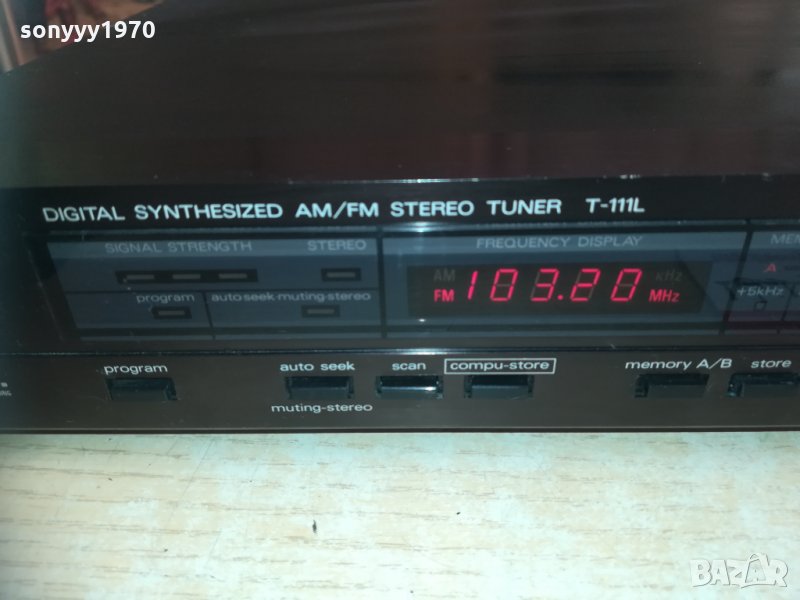 sonyyy1970
DIGITAL SYNTHESIZED AM/FM STEREO TUNER T-111L
SIGNAL STRENGTH STEREO FREQUENCY DISPLAY
AM kHz A
FM 103.20 MHz +5kHz
program auto seek·muting·stereo
program auto seek scan compu-store memory A/B store
muting-stereo
BAZAR